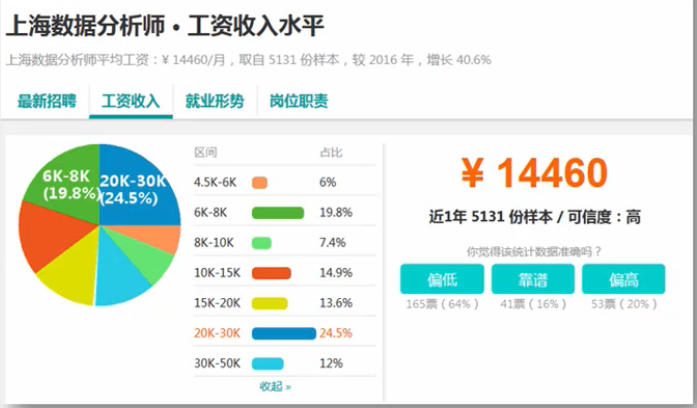 上海数据分析师 • 工资收入水平
上海数据分析师平均工资：¥ 14460/月，取自 5131 份样本，较 2016 年，增长 40.6%
最新招聘 工资收入 就业形势 岗位职责
6K-8K
(19.8%)
20K-30K
(24.5%)
区间 占比
4.5K-6K 6%
6K-8K 19.8%
8K-10K 7.4%
10K-15K 14.9%
15K-20K 13.6%
20K-30K 24.5%
30K-50K 12%
收起 »
¥ 14460
近1年 5131 份样本 / 可信度：高
你觉得该统计数据准确吗？
偏低 靠谱 偏高
165票（64%） 41票（16%） 53票（20%）